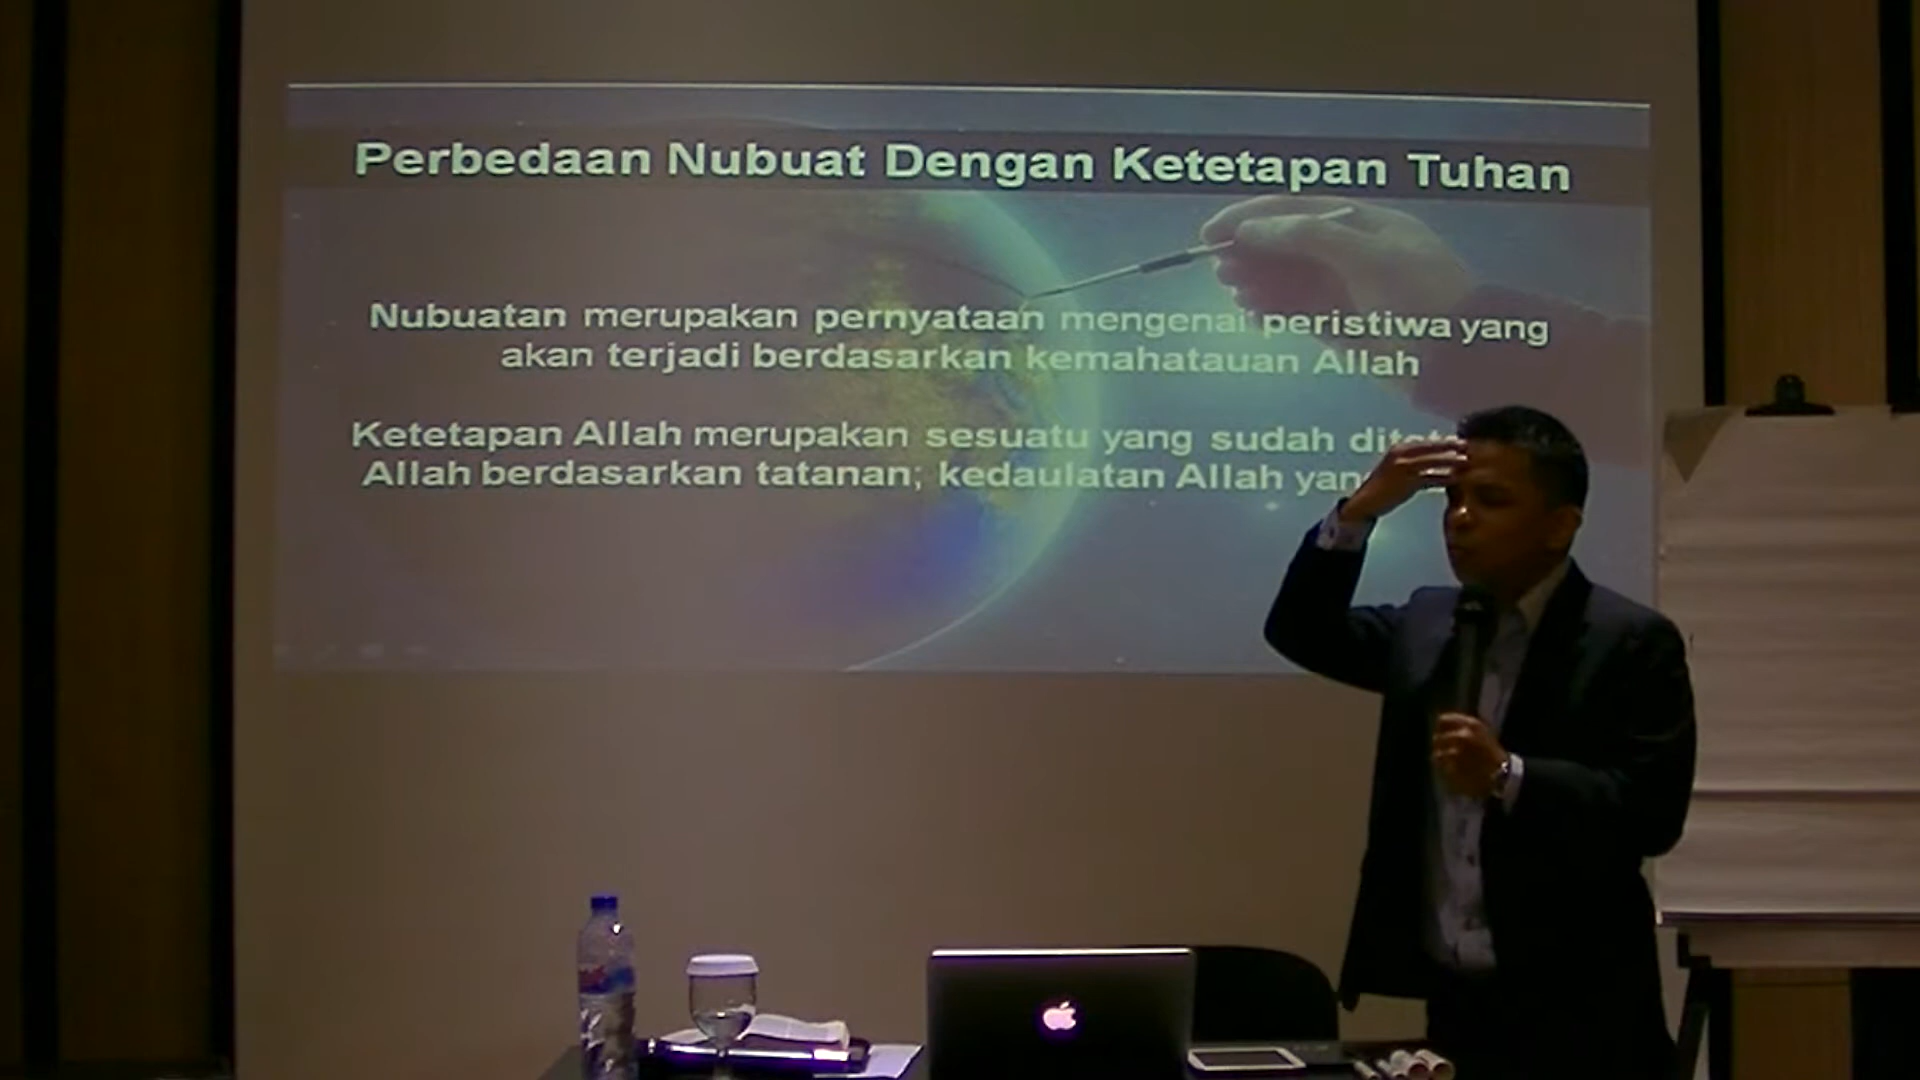 Perbedaan Nubuat Dengan Ketetapan Tuhan
Nubuatan merupakan pernyataan mengenai peristiwa yang
akan terjadi berdasarkan kemahatauan Allah
Ketetapan Allah merupakan sesuatu yang sudah
Allah berdasarkan tatanan; kedaulatan Allah